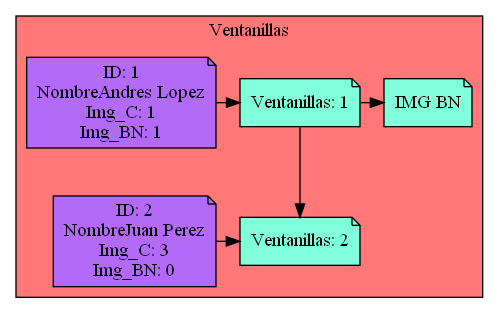 Ventanillas
ID: 1
NombreAndres Lopez
Img_C: 1
Img_BN: 1
Ventanillas: 1
IMG BN
ID: 2
NombreJuan Perez
Img_C: 3
Img_BN: 0
Ventanillas: 2